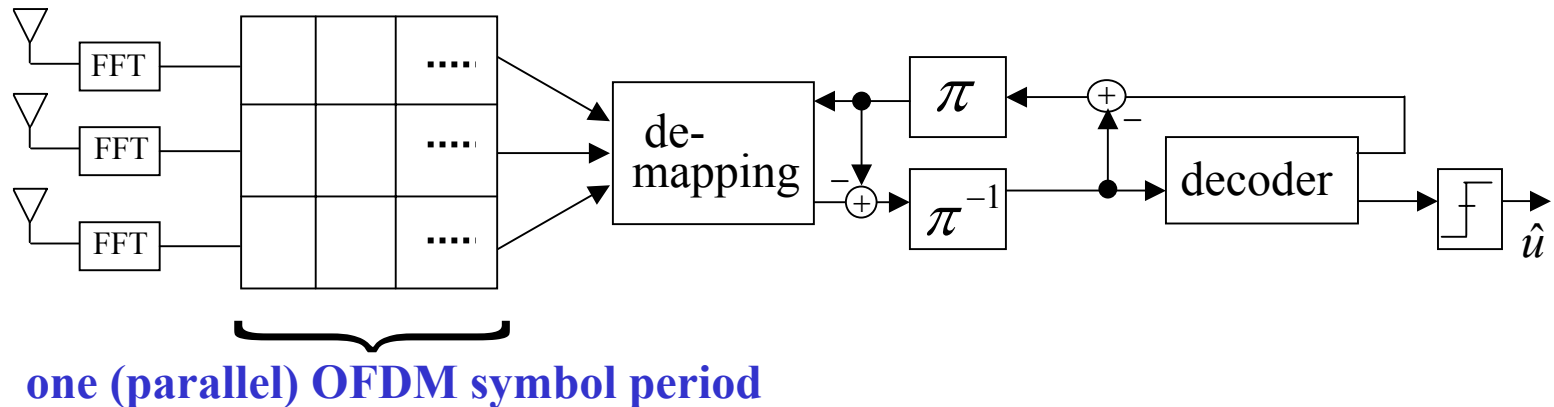 FFT
FFT
FFT
.....
.....
.....
de-
mapping
π
π⁻¹
+
−
+
−
decoder
û
one (parallel) OFDM symbol period